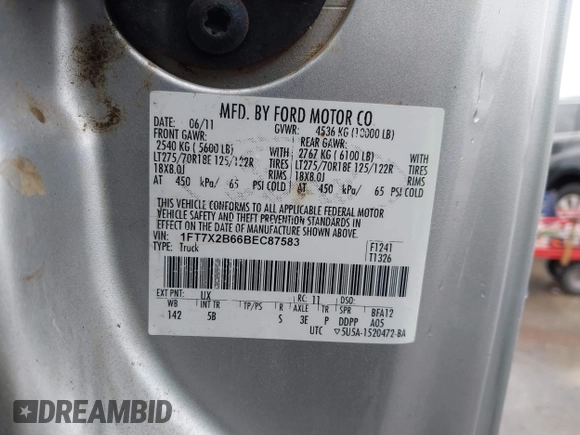 MFD. BY FORD MOTOR CO.
DATE: 06/11 GVWR: 4536 KG (10000 LB)
FRONT GAWR: REAR GAWR:
2540 KG ( 5600 LB) WITH 2767 KG ( 6100 LB) WITH
LT275/70R18E 125/122R TIRES LT275/70R18E 125/122R TIRES
18X8.0J RIMS 18X8.0J RIMS
AT 450 kPa/ 65 PSI COLD AT 450 kPa/ 65 PSI COLD
THIS VEHICLE CONFORMS TO ALL APPLICABLE FEDERAL MOTOR
VEHICLE SAFETY AND THEFT PREVENTION STANDARDS IN
EFFECT ON THE DATE OF MANUFACTURE SHOWN ABOVE.
VIN: 1FT7X2B66BEC87583 F1241
TYPE: Truck T1326
EXT PNT: UX RC: 11 DSO:
WB INT TR TP/PS R AXLE TR SPR BFA12
142 5B S 3E P DDPP A05
UTC 5U5A-1520472-BA
DREAMBID